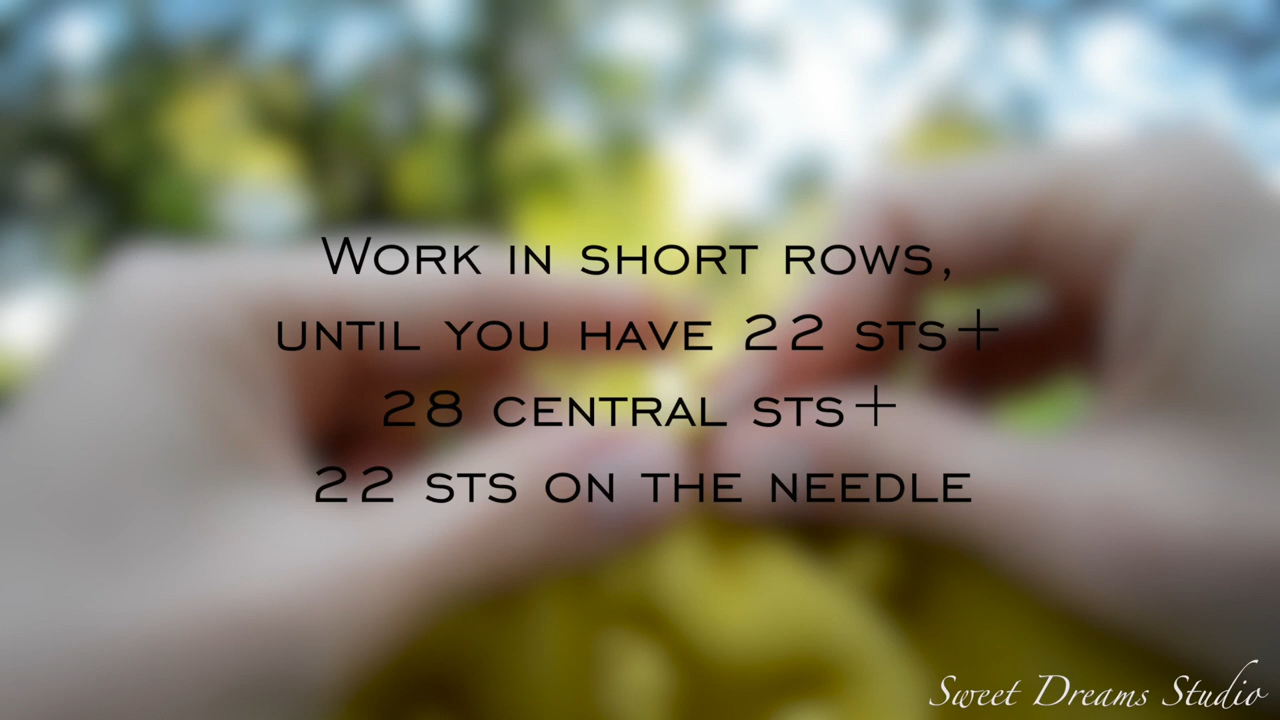 Work in short rows,
until you have 22 sts+
28 central sts+
22 sts on the needle
Sweet Dreams Studio